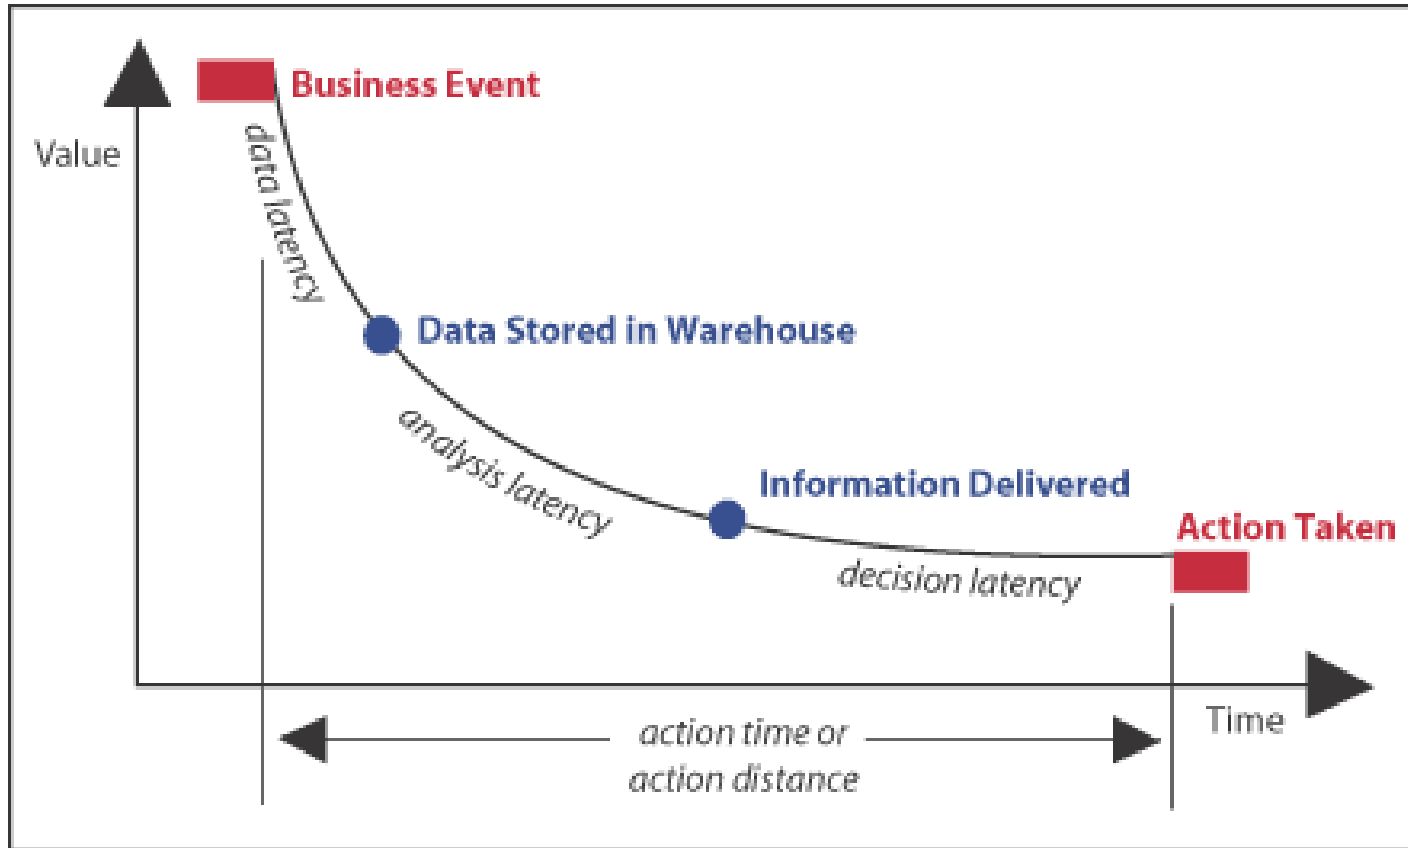 Business Event
Value
data latency
Data Stored in Warehouse
analysis latency
Information Delivered
Action Taken
decision latency
Time
action time or
action distance